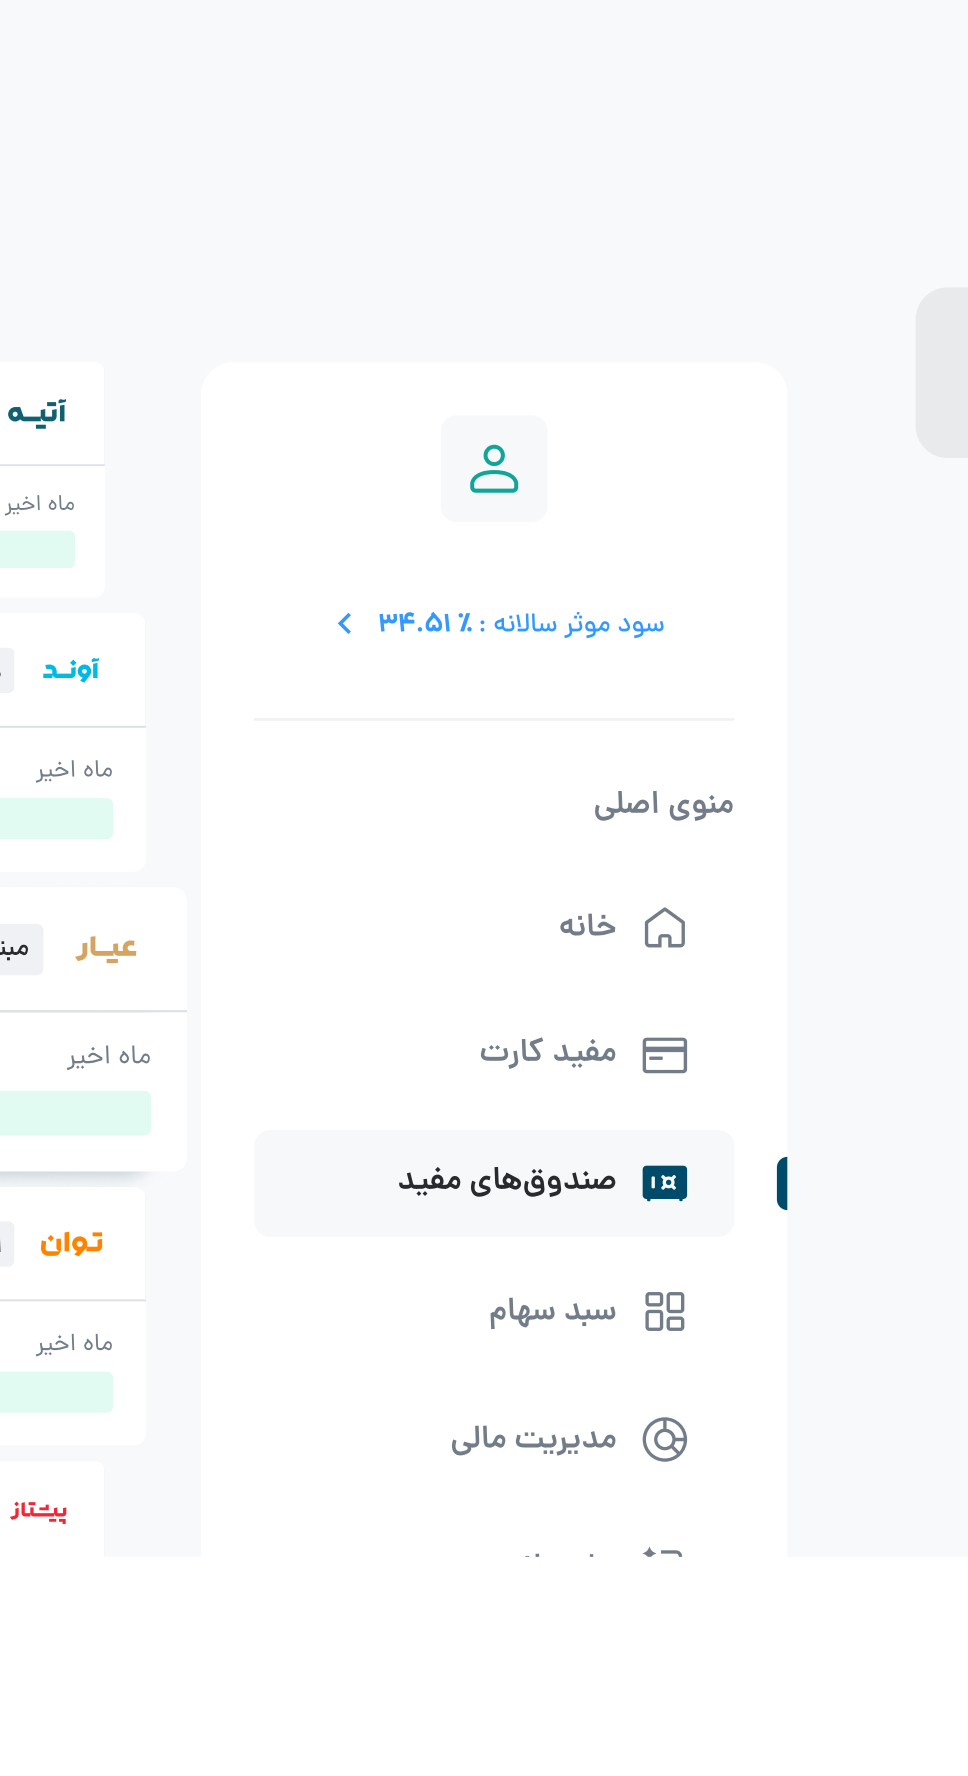 سود موثر سالانه : ٪ ۳۴.۵۱
منوی اصلی
خانه
مفید کارت
صندوق‌های مفید
سبد سهام
مدیریت مالی
آتیه
ماه اخیر
آوند
ماه اخیر
عیار
ماه اخیر
توان
ماه اخیر
پیشتاز